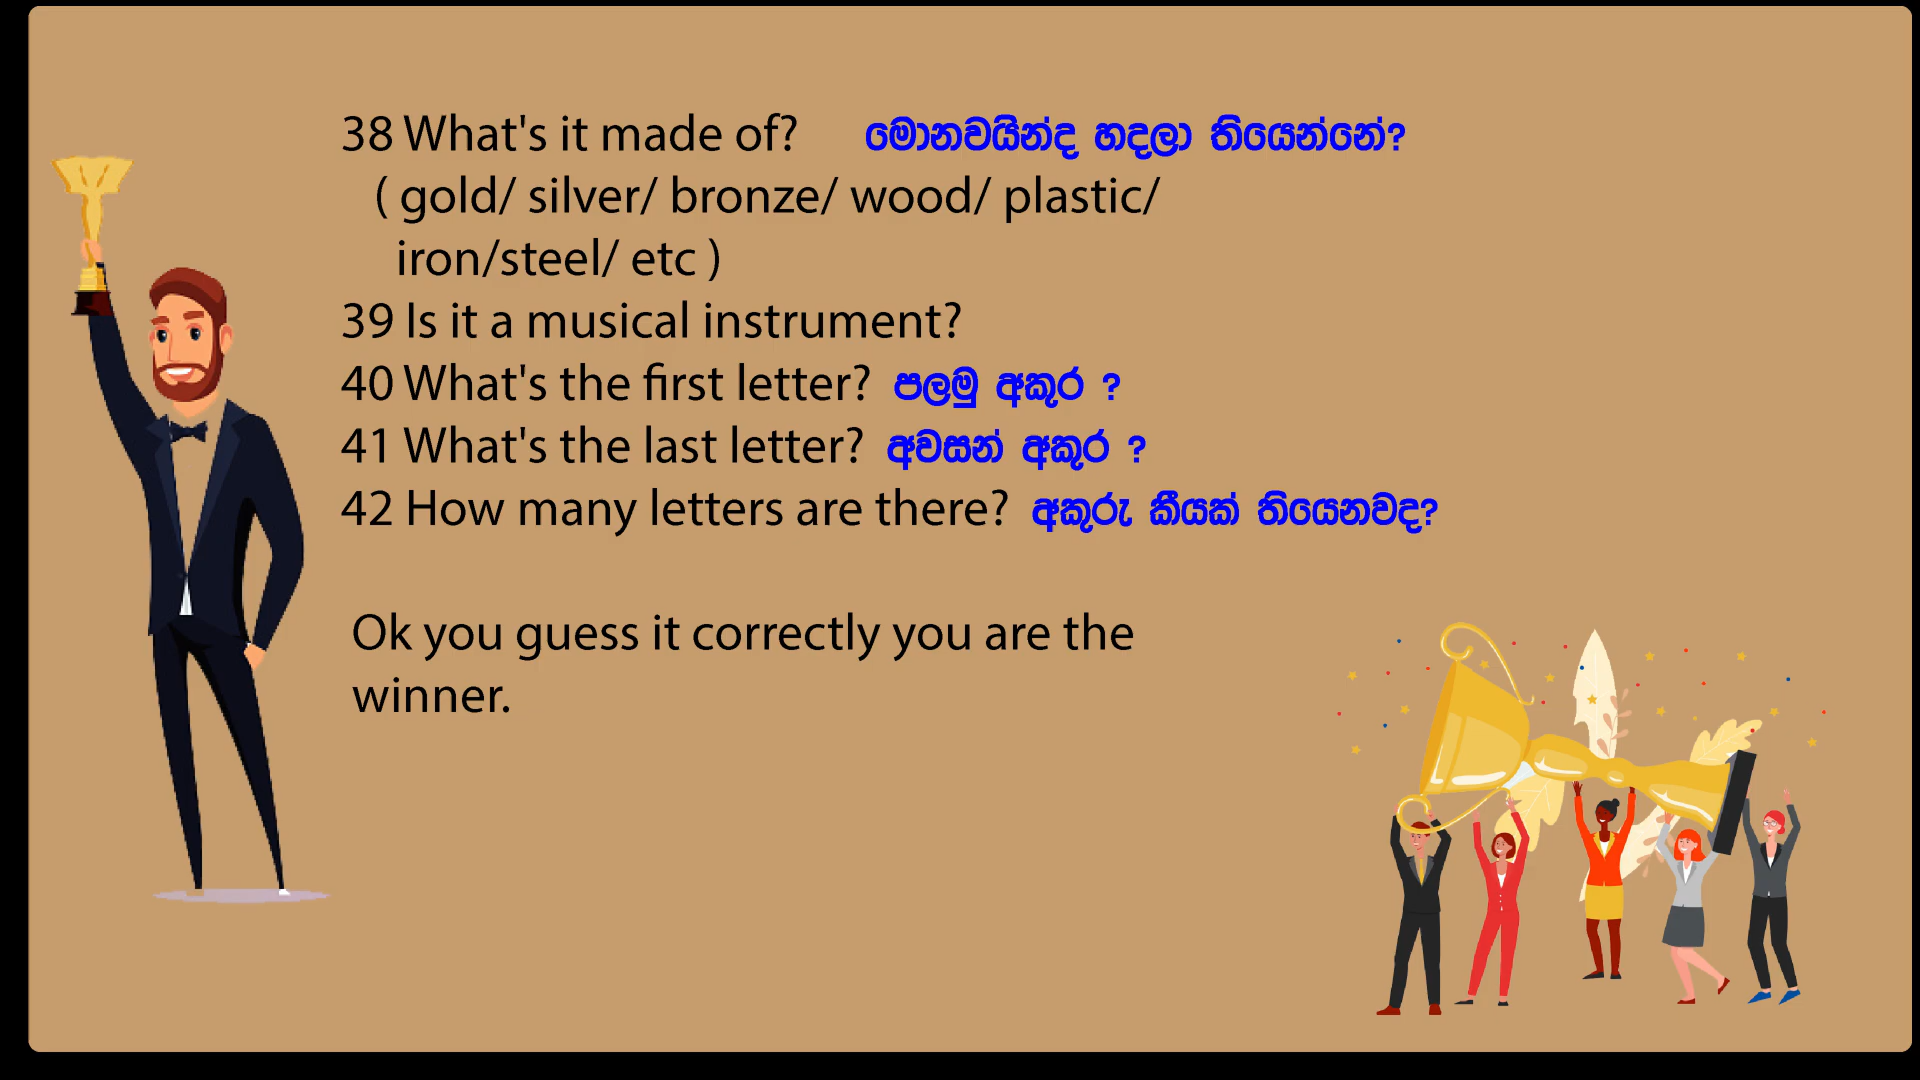 38 What's it made of? මොනවයින්ද හදලා තියෙන්නේ?
( gold/ silver/ bronze/ wood/ plastic/
iron/steel/ etc )
39 Is it a musical instrument?
40 What's the first letter? පලමු අකුර ?
41 What's the last letter? අවසන් අකුර ?
42 How many letters are there? අකුරු කීයක් තියෙනවද?
Ok you guess it correctly you are the
winner.